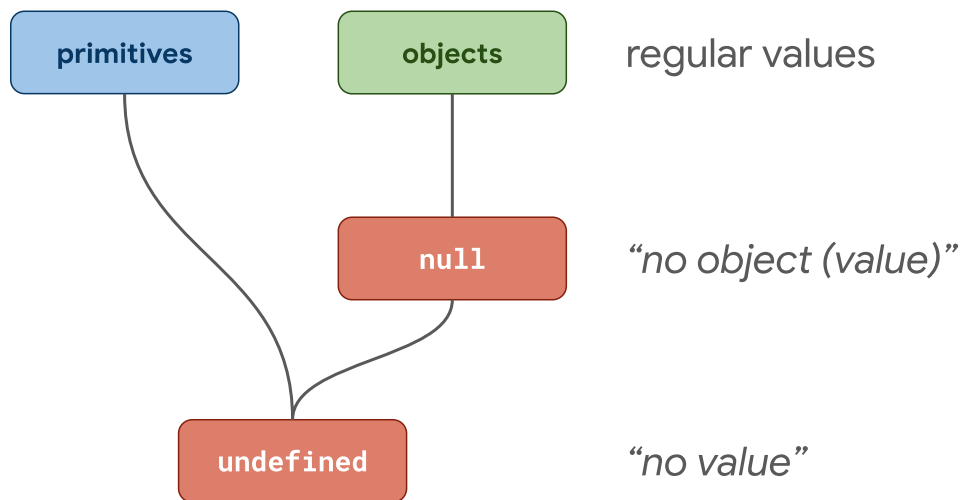 primitives
objects
regular values
null
“no object (value)”
undefined
“no value”